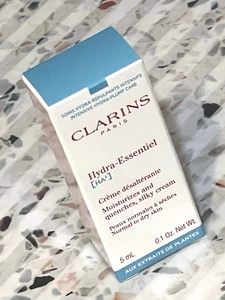 SOINS HYDRA-REPULPANTS INTENSIFS
INTENSIVE HYDRA-PLUMP CARE
CLARINS
PARIS
Hydra-Essentiel
[HA²]
Crème désaltérante
Moisturizes and
quenches, silky cream
Peaux normales à sèches
Normal to dry skin
5 mL 0.1 Oz. Net Wt.
AUX EXTRAITS DE PLANTES